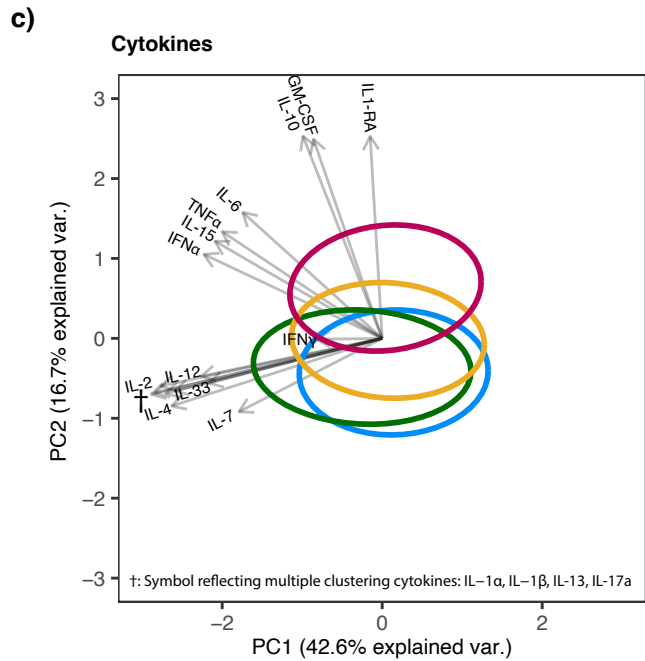 c)
Cytokines
PC2 (16.7% explained var.)
3
2
1
0
−1
−2
−3
GM-CSF
IL-10
IL1-RA
IL-6
TNFα
IL-15
IFNα
IFNγ
IL-2
IL-12
IL-33
†
IL-4
IL-7
†: Symbol reflecting multiple clustering cytokines: IL−1α, IL−1β, IL-13, IL-17a
−2
0
2
PC1 (42.6% explained var.)